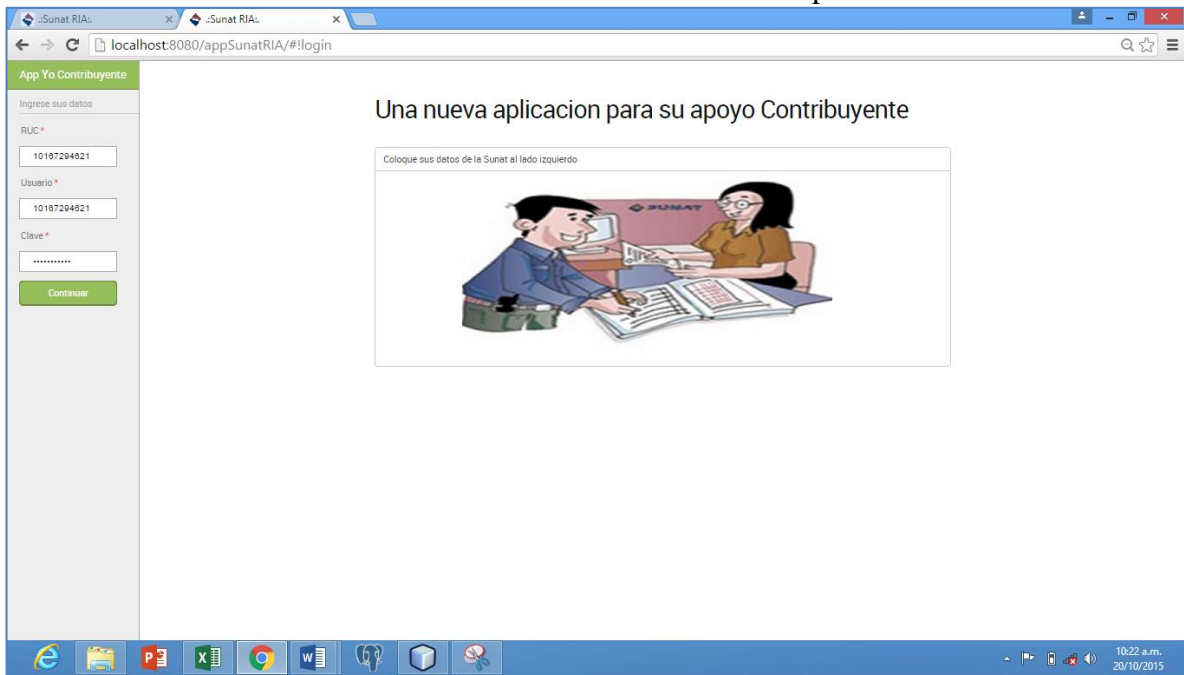 .:Sunat RIA:.
.:Sunat RIA:.
localhost:8080/appSunatRIA/#!login
App Yo Contribuyente
Ingrese sus datos
RUC *
10167294621
Usuario *
10167294621
Clave *
Continuar
Una nueva aplicacion para su apoyo Contribuyente
Coloque sus datos de la Sunat al lado izquierdo
SUNAT
10:22 a.m.
20/10/2015